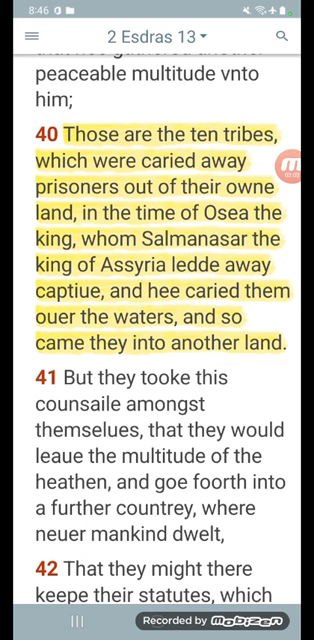 8:46
2 Esdras 13
peaceable multitude vnto
him;
40 Those are the ten tribes,
which were caried away
prisoners out of their owne
land, in the time of Osea the
king, whom Salmanasar the
king of Assyria ledde away
captiue, and hee caried them
ouer the waters, and so
came they into another land.
41 But they tooke this
counsaile amongst
themselues, that they would
leaue the multitude of the
heathen, and goe foorth into
a further countrey, where
neuer mankind dwelt,
42 That they might there
keepe their statutes, which
Recorded by mobizen